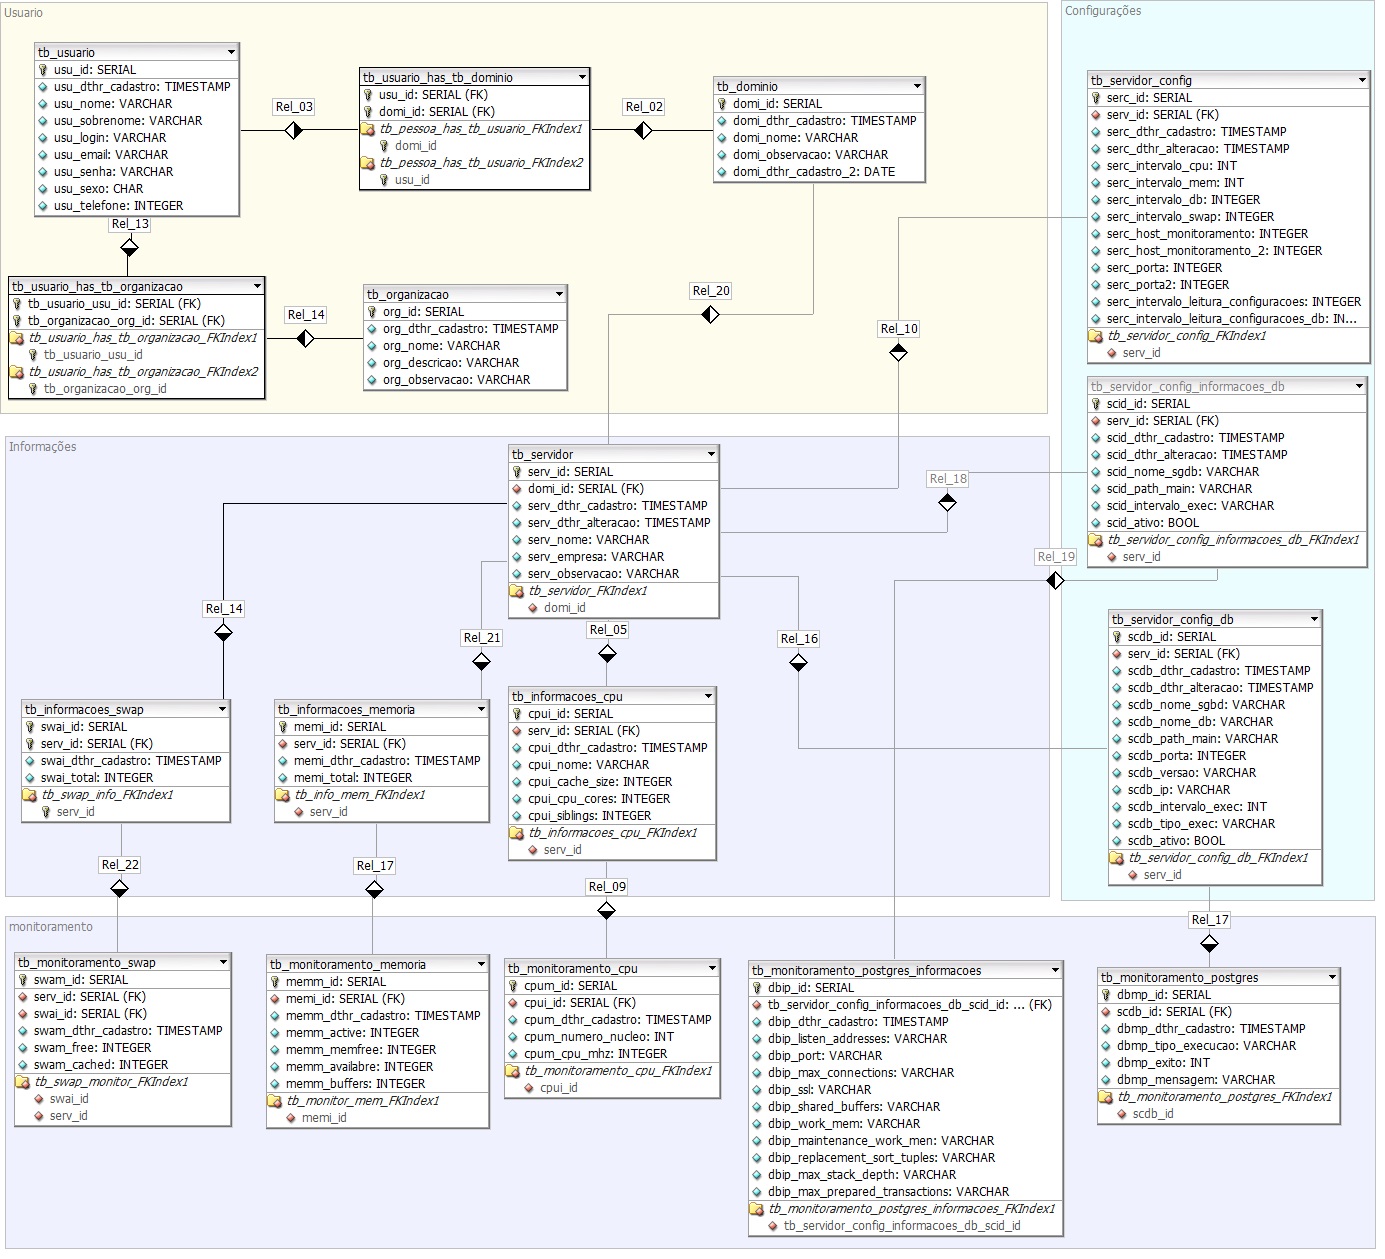 Usuario
tb_usuario
usu_id: SERIAL
usu_dthr_cadastro: TIMESTAMP
usu_nome: VARCHAR
usu_sobrenome: VARCHAR
usu_login: VARCHAR
usu_email: VARCHAR
usu_senha: VARCHAR
usu_sexo: CHAR
usu_telefone: INTEGER
Rel_03
tb_usuario_has_tb_dominio
usu_id: SERIAL (FK)
domi_id: SERIAL (FK)
tb_pessoa_has_tb_usuario_FKIndex1
domi_id
tb_pessoa_has_tb_usuario_FKIndex2
usu_id
Rel_02
tb_dominio
domi_id: SERIAL
domi_dthr_cadastro: TIMESTAMP
domi_nome: VARCHAR
domi_observacao: VARCHAR
domi_dthr_cadastro_2: DATE
Rel_13
tb_usuario_has_tb_organizacao
tb_usuario_usu_id: SERIAL (FK)
tb_organizacao_org_id: SERIAL (FK)
tb_usuario_has_tb_organizacao_FKIndex1
tb_usuario_usu_id
tb_usuario_has_tb_organizacao_FKIndex2
tb_organizacao_org_id
Rel_14
tb_organizacao
org_id: SERIAL
org_dthr_cadastro: TIMESTAMP
org_nome: VARCHAR
org_descricao: VARCHAR
org_observacao: VARCHAR
Rel_20
Rel_10
Configurações
tb_servidor_config
serc_id: SERIAL
serv_id: SERIAL (FK)
serc_dthr_cadastro: TIMESTAMP
serc_dthr_alteracao: TIMESTAMP
serc_intervalo_cpu: INT
serc_intervalo_mem: INT
serc_intervalo_db: INTEGER
serc_intervalo_swap: INTEGER
serc_host_monitoramento: INTEGER
serc_host_monitoramento_2: INTEGER
serc_porta: INTEGER
serc_porta2: INTEGER
serc_intervalo_leitura_configuracoes: INTEGER
serc_intervalo_leitura_configuracoes_db: IN...
tb_servidor_config_FKIndex1
serv_id
tb_servidor_config_informacoes_db
scid_id: SERIAL
serv_id: SERIAL (FK)
scid_dthr_cadastro: TIMESTAMP
scid_dthr_alteracao: TIMESTAMP
scid_nome_sgdb: VARCHAR
scid_path_main: VARCHAR
scid_intervalo_exec: VARCHAR
scid_ativo: BOOL
tb_servidor_config_informacoes_db_FKIndex1
serv_id
Rel_18
Rel_19
tb_servidor_config_db
scdb_id: SERIAL
serv_id: SERIAL (FK)
scdb_dthr_cadastro: TIMESTAMP
scdb_dthr_alteracao: TIMESTAMP
scdb_nome_sgbd: VARCHAR
scdb_nome_db: VARCHAR
scdb_path_main: VARCHAR
scdb_porta: INTEGER
scdb_versao: VARCHAR
scdb_ip: VARCHAR
scdb_intervalo_exec: INT
scdb_tipo_exec: VARCHAR
scdb_ativo: BOOL
tb_servidor_config_db_FKIndex1
serv_id
Rel_17
Informações
tb_servidor
serv_id: SERIAL
domi_id: SERIAL (FK)
serv_dthr_cadastro: TIMESTAMP
serv_dthr_alteracao: TIMESTAMP
serv_nome: VARCHAR
serv_empresa: VARCHAR
serv_observacao: VARCHAR
tb_servidor_FKIndex1
domi_id
Rel_14
Rel_21
Rel_05
Rel_16
tb_informacoes_swap
swai_id: SERIAL
serv_id: SERIAL (FK)
swai_dthr_cadastro: TIMESTAMP
swai_total: INTEGER
tb_swap_info_FKIndex1
serv_id
tb_informacoes_memoria
memi_id: SERIAL
serv_id: SERIAL (FK)
memi_dthr_cadastro: TIMESTAMP
memi_total: INTEGER
tb_info_mem_FKIndex1
serv_id
tb_informacoes_cpu
cpui_id: SERIAL
serv_id: SERIAL (FK)
cpui_dthr_cadastro: TIMESTAMP
cpui_nome: VARCHAR
cpui_cache_size: INTEGER
cpui_cpu_cores: INTEGER
cpui_siblings: INTEGER
tb_informacoes_cpu_FKIndex1
serv_id
Rel_22
Rel_17
Rel_09
monitoramento
tb_monitoramento_swap
swam_id: SERIAL
serv_id: SERIAL (FK)
swai_id: SERIAL (FK)
swam_dthr_cadastro: TIMESTAMP
swam_free: INTEGER
swam_cached: INTEGER
tb_swap_monitor_FKIndex1
swai_id
serv_id
tb_monitoramento_memoria
memm_id: SERIAL
memi_id: SERIAL (FK)
memm_dthr_cadastro: TIMESTAMP
memm_active: INTEGER
memm_memfree: INTEGER
memm_availabre: INTEGER
memm_buffers: INTEGER
tb_monitor_mem_FKIndex1
memi_id
tb_monitoramento_cpu
cpum_id: SERIAL
cpui_id: SERIAL (FK)
cpum_dthr_cadastro: TIMESTAMP
cpum_numero_nucleo: INT
cpum_cpu_mhz: INTEGER
tb_monitoramento_cpu_FKIndex1
cpui_id
tb_monitoramento_postgres_informacoes
dbip_id: SERIAL
tb_servidor_config_informacoes_db_scid_id: ... (FK)
dbip_dthr_cadastro: TIMESTAMP
dbip_listen_addresses: VARCHAR
dbip_port: VARCHAR
dbip_max_connections: VARCHAR
dbip_ssl: VARCHAR
dbip_shared_buffers: VARCHAR
dbip_work_mem: VARCHAR
dbip_maintenance_work_men: VARCHAR
dbip_replacement_sort_tuples: VARCHAR
dbip_max_stack_depth: VARCHAR
dbip_max_prepared_transactions: VARCHAR
tb_monitoramento_postgres_informacoes_FKIndex1
tb_servidor_config_informacoes_db_scid_id
tb_monitoramento_postgres
dbmp_id: SERIAL
scdb_id: SERIAL (FK)
dbmp_dthr_cadastro: TIMESTAMP
dbmp_tipo_execucao: VARCHAR
dbmp_exito: INT
dbmp_mensagem: VARCHAR
tb_monitoramento_postgres_FKIndex1
scdb_id